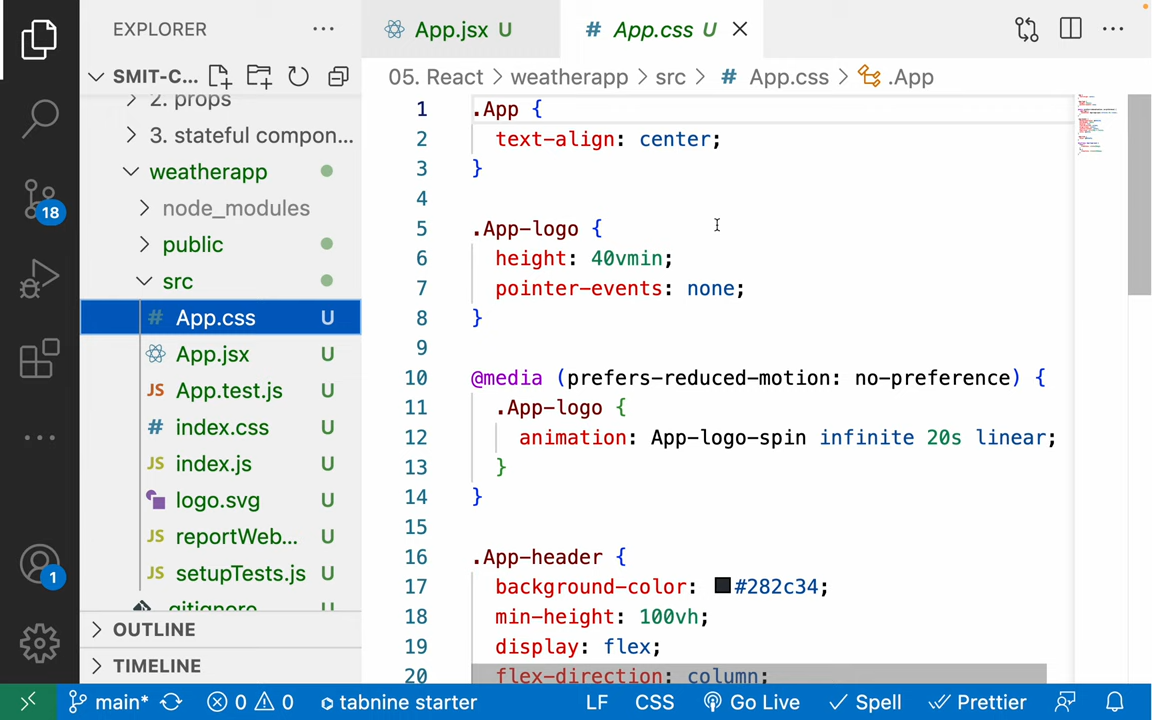 EXPLORER
SMIT-C...
2. props
3. stateful compon...
weatherapp
node_modules
public
src
# App.css U
App.jsx U
JS App.test.js U
# index.css U
JS index.js U
logo.svg U
JS reportWeb... U
JS setupTests.js U
.gitignore U
OUTLINE
TIMELINE
18
1
App.jsx U
# App.css U
05. React > weatherapp > src > # App.css > .App
1 .App {
2 text-align: center;
3 }
4
5 .App-logo {
6 height: 40vmin;
7 pointer-events: none;
8 }
9
10 @media (prefers-reduced-motion: no-preference) {
11 .App-logo {
12 animation: App-logo-spin infinite 20s linear;
13 }
14 }
15
16 .App-header {
17 background-color: #282c34;
18 min-height: 100vh;
19 display: flex;
20 flex-direction: column;
main* 0 0 tabnine starter LF CSS Go Live Spell Prettier